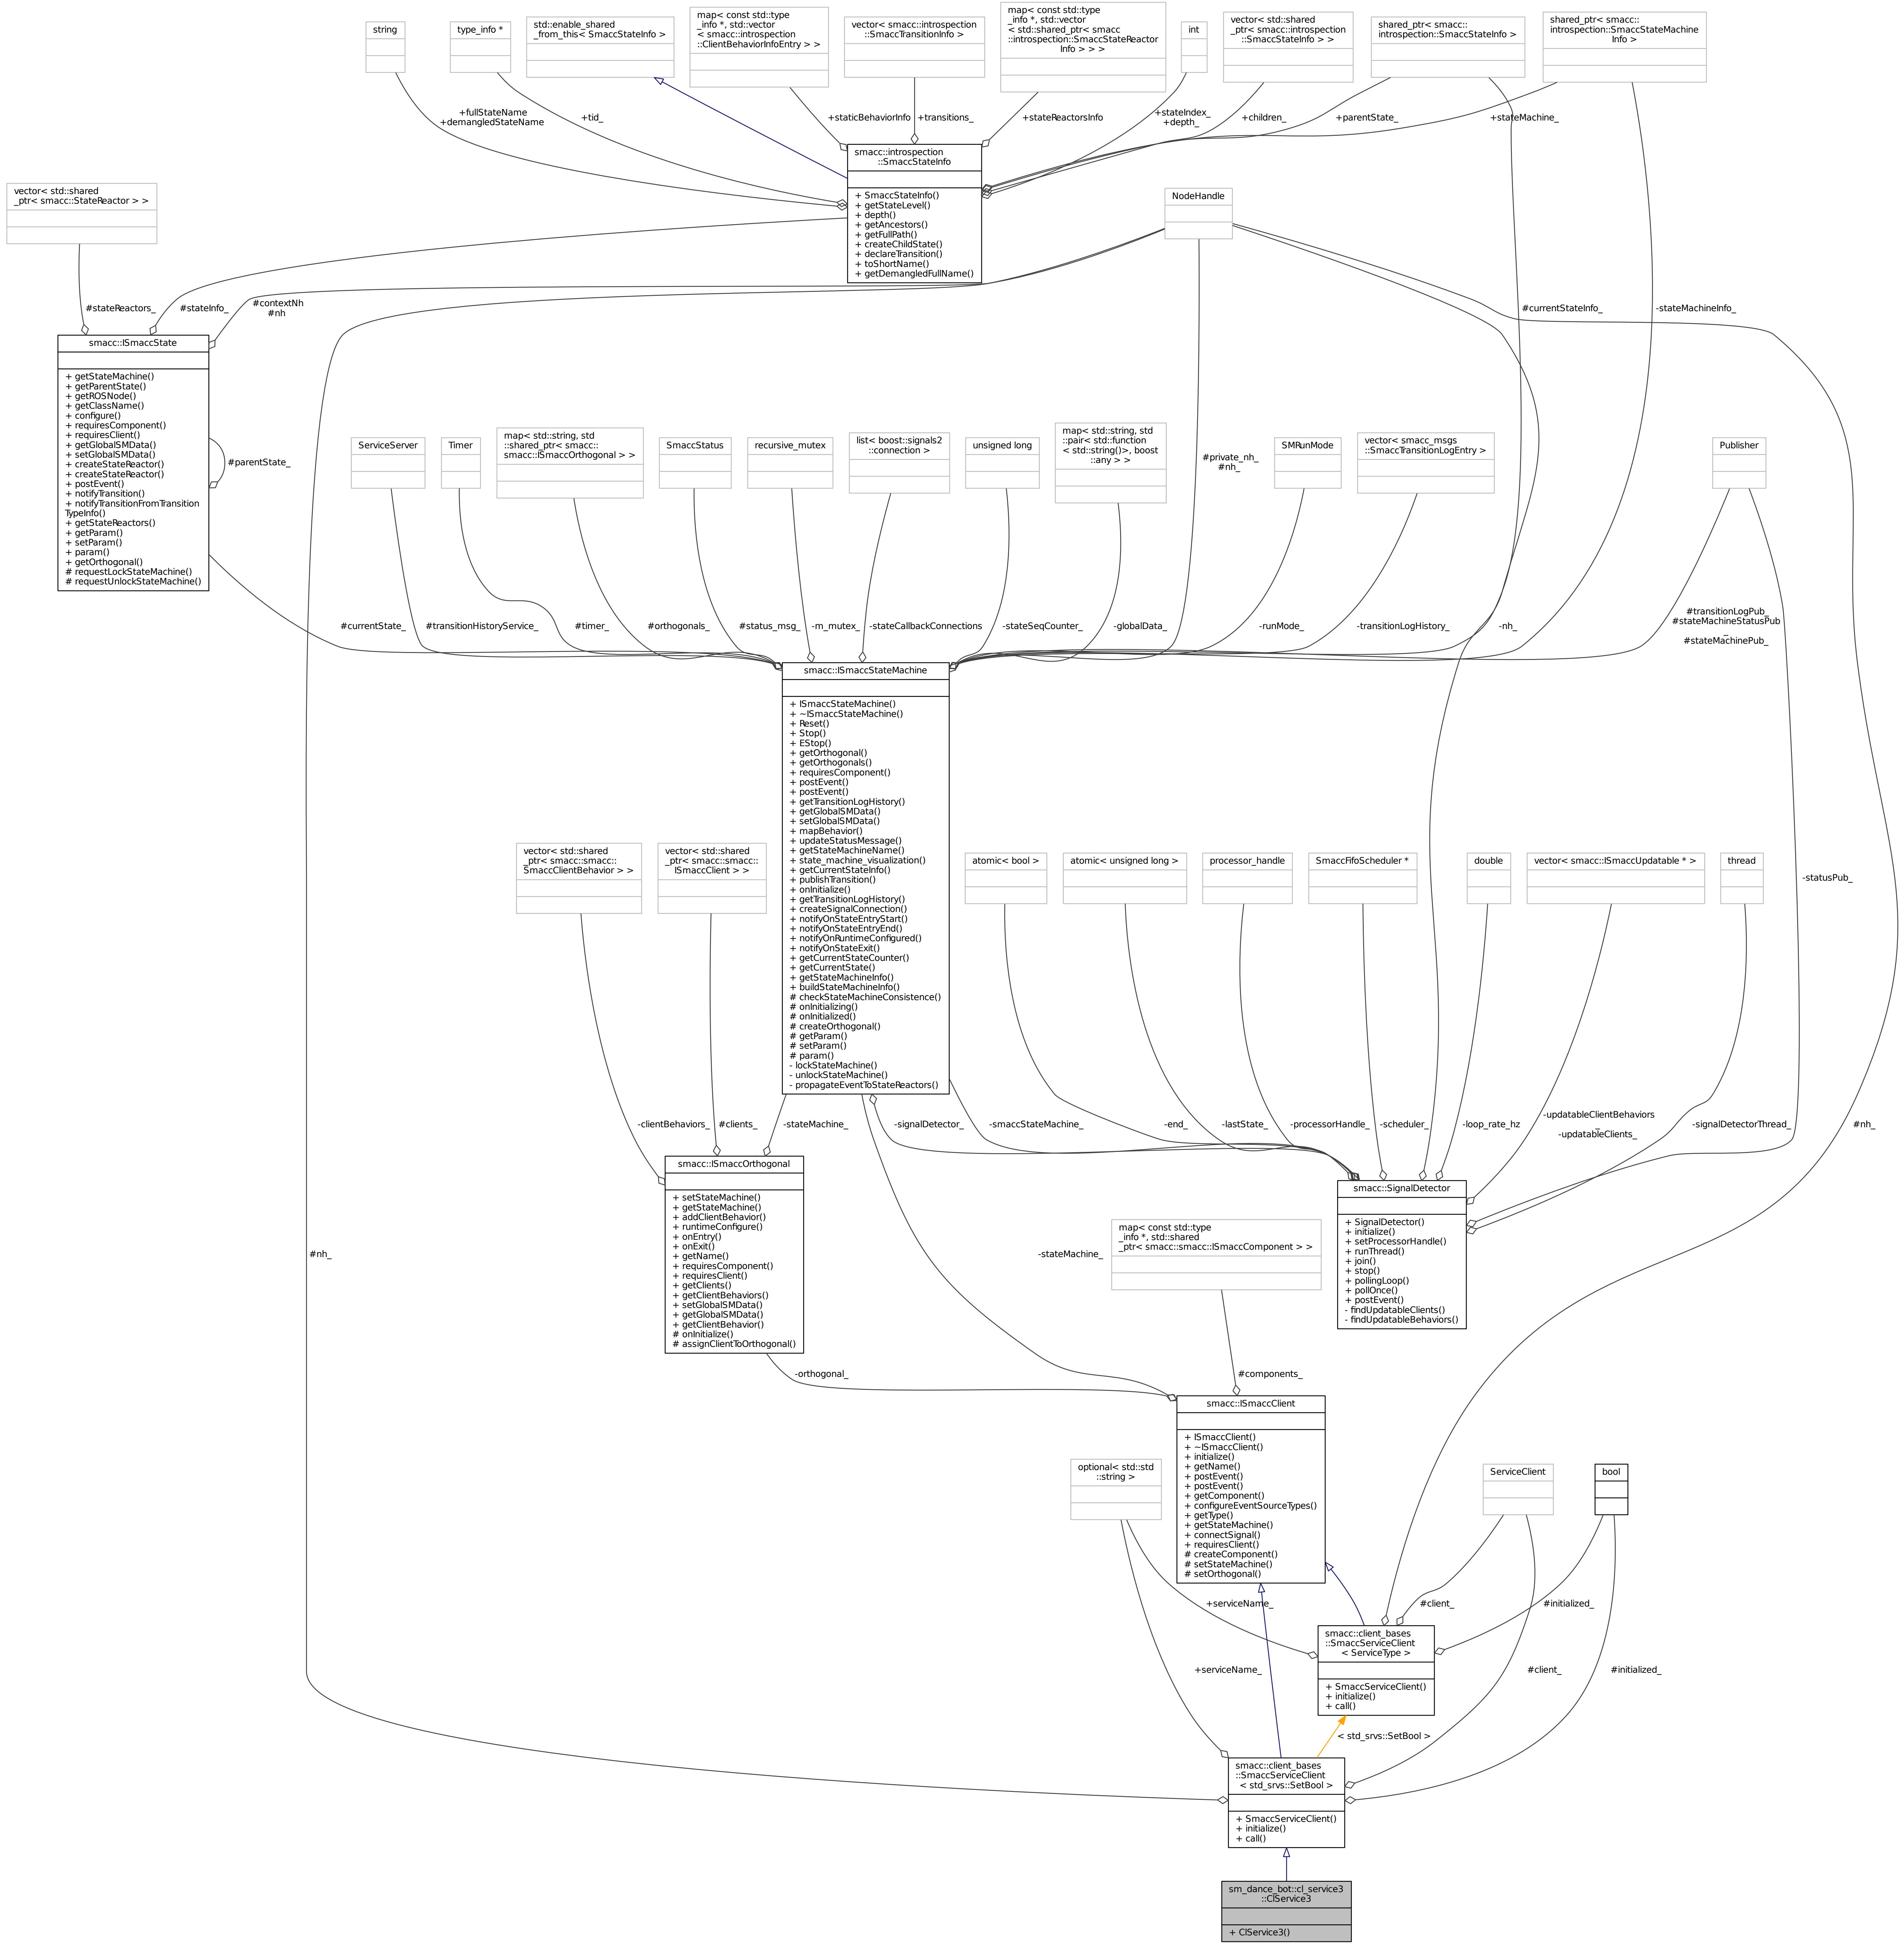 string
type_info *
std::enable_shared
_from_this< SmaccStateInfo >
map< const std::type
_info *, std::vector
< smacc::introspection
::ClientBehaviorInfoEntry > >
vector< smacc::introspection
::SmaccTransitionInfo >
map< const std::type
_info *, std::vector
< std::shared_ptr< smacc
::introspection::SmaccStateReactor
Info > > >
int
vector< std::shared
_ptr< smacc::introspection
::SmaccStateInfo > >
shared_ptr< smacc::
introspection::SmaccStateInfo >
shared_ptr< smacc::
introspection::SmaccStateMachine
Info >
+fullStateName
+demangledStateName
+tid_
+staticBehaviorInfo
+transitions_
+stateReactorsInfo
+stateIndex_
+depth_
+children_
+parentState_
+stateMachine_
smacc::introspection
::SmaccStateInfo
+ SmaccStateInfo()
+ getStateLevel()
+ depth()
+ getAncestors()
+ getFullPath()
+ createChildState()
+ declareTransition()
+ toShortName()
+ getDemangledFullName()
vector< std::shared
_ptr< smacc::StateReactor > >
NodeHandle
#stateReactors_
#stateInfo_
#contextNh
#nh
#currentStateInfo_
-stateMachineInfo_
smacc::ISmaccState
+ getStateMachine()
+ getParentState()
+ getROSNode()
+ getClassName()
+ configure()
+ requiresComponent()
+ requiresClient()
+ getGlobalSMData()
+ setGlobalSMData()
+ createStateReactor()
+ createStateReactor()
+ postEvent()
+ notifyTransition()
+ notifyTransitionFromTransition
TypeInfo()
+ getStateReactors()
+ getParam()
+ setParam()
+ param()
+ getOrthogonal()
# requestLockStateMachine()
# requestUnlockStateMachine()
#parentState_
ServiceServer
Timer
map< std::string, std
::shared_ptr< smacc::
smacc::ISmaccOrthogonal > >
SmaccStatus
recursive_mutex
list< boost::signals2
::connection >
unsigned long
map< std::string, std
::pair< std::function
< std::string()>, boost
::any > >
#private_nh_
#nh_
SMRunMode
vector< smacc_msgs
::SmaccTransitionLogEntry >
Publisher
#currentState_
#transitionHistoryService_
#timer_
#orthogonals_
#status_msg_
-m_mutex_
-stateCallbackConnections
-stateSeqCounter_
-globalData_
-runMode_
-transitionLogHistory_
-nh_
#transitionLogPub_
#stateMachineStatusPub
_
#stateMachinePub_
smacc::ISmaccStateMachine
+ ISmaccStateMachine()
+ ~ISmaccStateMachine()
+ Reset()
+ Stop()
+ EStop()
+ getOrthogonal()
+ getOrthogonals()
+ requiresComponent()
+ postEvent()
+ postEvent()
+ getTransitionLogHistory()
+ getGlobalSMData()
+ setGlobalSMData()
+ mapBehavior()
+ updateStatusMessage()
+ getStateMachineName()
+ state_machine_visualization()
+ getCurrentStateInfo()
+ publishTransition()
+ onInitialize()
+ getTransitionLogHistory()
+ createSignalConnection()
+ notifyOnStateEntryStart()
+ notifyOnStateEntryEnd()
+ notifyOnRuntimeConfigured()
+ notifyOnStateExit()
+ getCurrentStateCounter()
+ getCurrentState()
+ getStateMachineInfo()
+ buildStateMachineInfo()
# checkStateMachineConsistence()
# onInitializing()
# onInitialized()
# createOrthogonal()
# getParam()
# setParam()
# param()
- lockStateMachine()
- unlockStateMachine()
- propagateEventToStateReactors()
vector< std::shared
_ptr< smacc::smacc::
SmaccClientBehavior > >
vector< std::shared
_ptr< smacc::smacc::
ISmaccClient > >
atomic< bool >
atomic< unsigned long >
processor_handle
SmaccFifoScheduler *
double
vector< smacc::ISmaccUpdatable * >
thread
-statusPub_
-clientBehaviors_
#clients_
-stateMachine_
-signalDetector_
-smaccStateMachine_
-end_
-lastState_
-processorHandle_
-scheduler_
-loop_rate_hz
-updatableClientBehaviors
_
-updatableClients_
-signalDetectorThread_
#nh_
smacc::ISmaccOrthogonal
+ setStateMachine()
+ getStateMachine()
+ addClientBehavior()
+ runtimeConfigure()
+ onEntry()
+ onExit()
+ getName()
+ requiresComponent()
+ requiresClient()
+ getClients()
+ getClientBehaviors()
+ setGlobalSMData()
+ getGlobalSMData()
+ getClientBehavior()
# onInitialize()
# assignClientToOrthogonal()
smacc::SignalDetector
+ SignalDetector()
+ initialize()
+ setProcessorHandle()
+ runThread()
+ join()
+ stop()
+ pollingLoop()
+ pollOnce()
+ postEvent()
- findUpdatableClients()
- findUpdatableBehaviors()
#nh_
-stateMachine_
map< const std::type
_info *, std::shared
_ptr< smacc::smacc::ISmaccComponent > >
-orthogonal_
#components_
smacc::ISmaccClient
+ ISmaccClient()
+ ~ISmaccClient()
+ initialize()
+ getName()
+ postEvent()
+ postEvent()
+ getComponent()
+ configureEventSourceTypes()
+ getType()
+ getStateMachine()
+ connectSignal()
+ requiresClient()
# createComponent()
# setStateMachine()
# setOrthogonal()
optional< std::std
::string >
ServiceClient
bool
+serviceName_
#client_
#initialized_
smacc::client_bases
::SmaccServiceClient
< ServiceType >
+ SmaccServiceClient()
+ initialize()
+ call()
+serviceName_
#client_
#initialized_
< std_srvs::SetBool >
smacc::client_bases
::SmaccServiceClient
< std_srvs::SetBool >
+ SmaccServiceClient()
+ initialize()
+ call()
sm_dance_bot::cl_service3
::ClService3
+ ClService3()